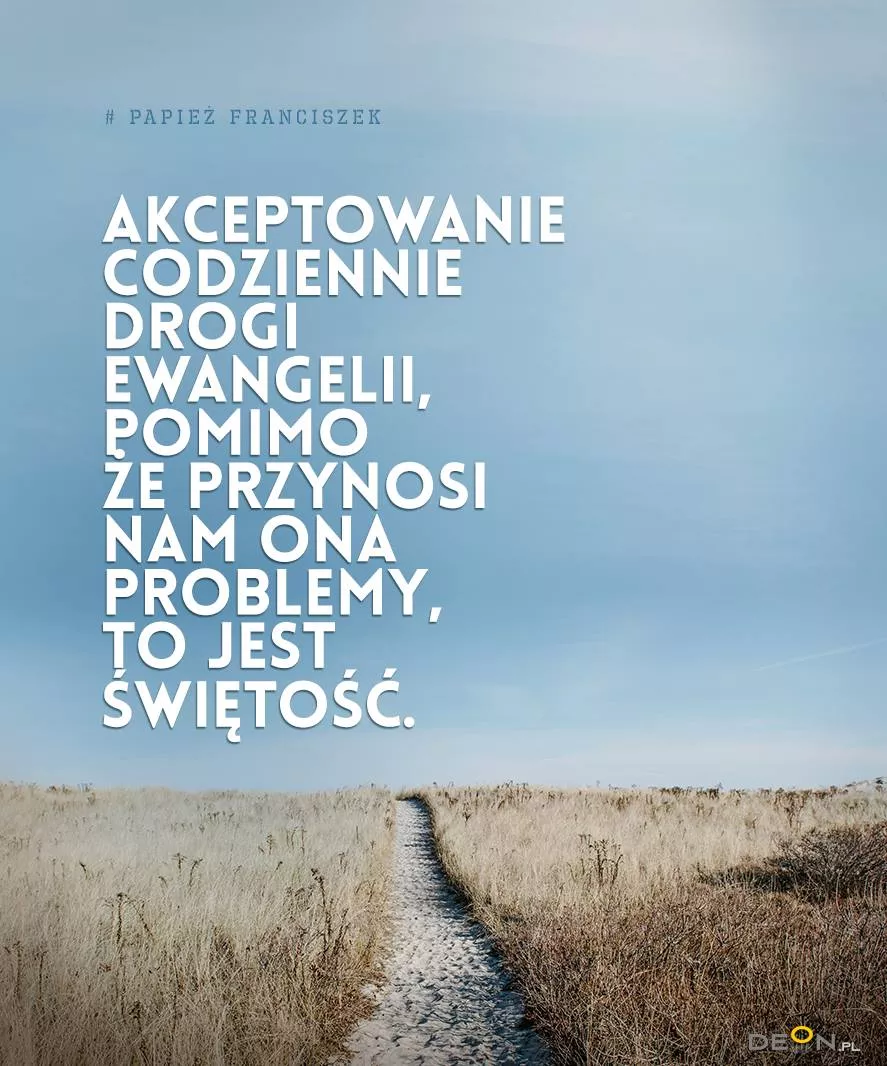 # PAPIEŻ FRANCISZEK
AKCEPTOWANIE
CODZIENNIE
DROGI
EWANGELII,
POMIMO
ŻE PRZYNOSI
NAM ONA
PROBLEMY,
TO JEST
ŚWIĘTOŚĆ.
DEON.PL